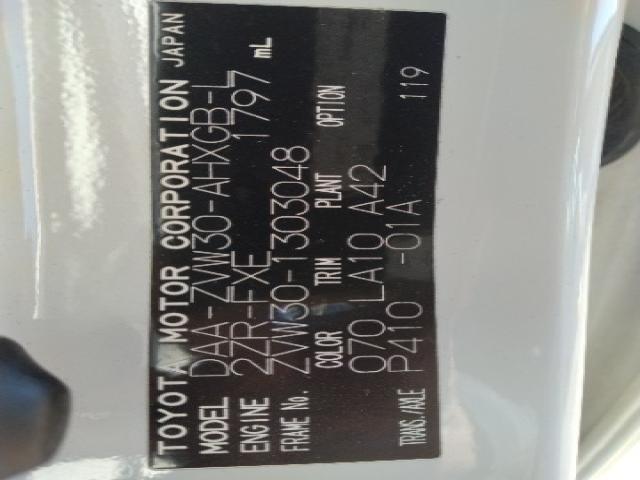 TOYOTA MOTOR CORPORATION JAPAN
MODEL DAA-ZVW30-AHXGB-L
ENGINE 2ZR-FXE 1797 mL
FRAME No. ZVW30-1303048
COLOR TRIM PLANT OPTION
070 LA10 A42
TRANS./AXLE P410 -01A 119